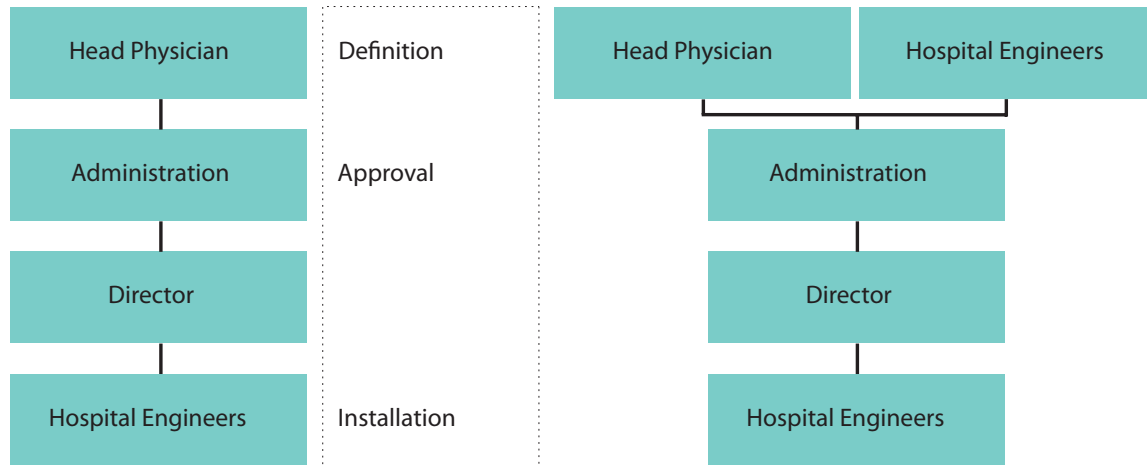 Head Physician
Definition
Head Physician
Hospital Engineers
Administration
Approval
Administration
Director
Director
Hospital Engineers
Installation
Hospital Engineers